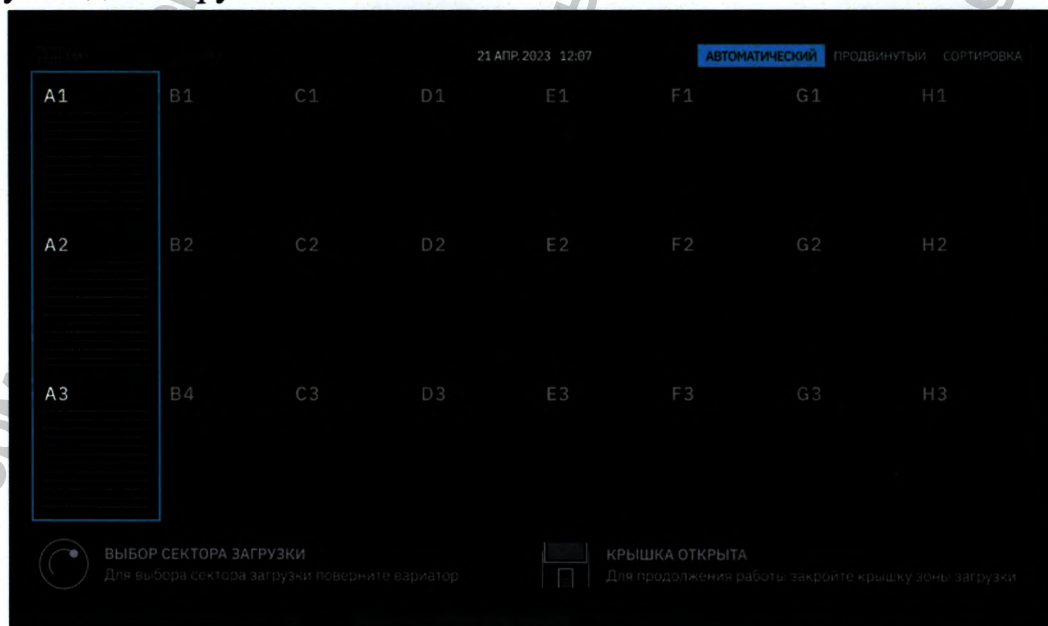 21 АПР. 2023 12:07 АВТОМАТИЧЕСКИЙ ПРОДВИНУТЫЙ СОРТИРОВКА
A1 B1 C1 D1 E1 F1 G1 H1
A2 B2 C2 D2 E2 F2 G2 H2
A3 B4 C3 D3 E3 F3 G3 H3
ВЫБОР СЕКТОРА ЗАГРУЗКИ
Для выбора сектора загрузки поверните вариатор
КРЫШКА ОТКРЫТА
Для продолжения работы закройте крышку зоны загрузки